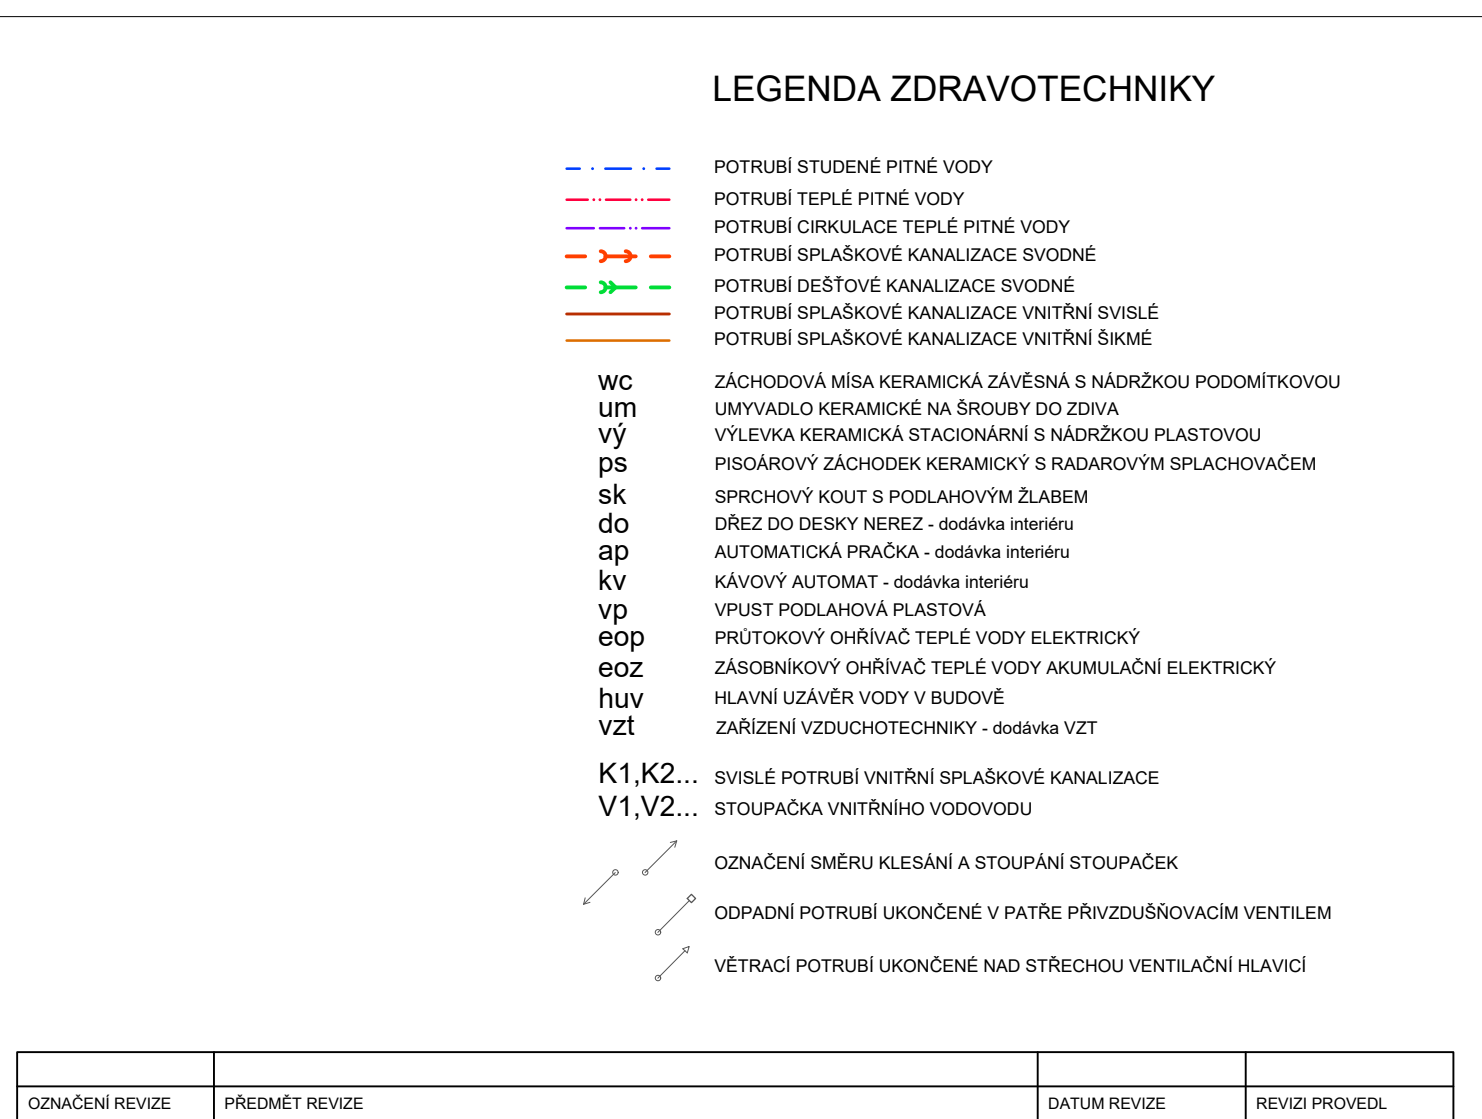 LEGENDA ZDRAVOTECHNIKY
POTRUBÍ STUDENÉ PITNÉ VODY
POTRUBÍ TEPLÉ PITNÉ VODY
POTRUBÍ CIRKULACE TEPLÉ PITNÉ VODY
POTRUBÍ SPLAŠKOVÉ KANALIZACE SVODNÉ
POTRUBÍ DEŠŤOVÉ KANALIZACE SVODNÉ
POTRUBÍ SPLAŠKOVÉ KANALIZACE VNITŘNÍ SVISLÉ
POTRUBÍ SPLAŠKOVÉ KANALIZACE VNITŘNÍ ŠIKMÉ
wc ZÁCHODOVÁ MÍSA KERAMICKÁ ZÁVĚSNÁ S NÁDRŽKOU PODOMÍTKOVOU
um UMYVADLO KERAMICKÉ NA ŠROUBY DO ZDIVA
vý VÝLEVKA KERAMICKÁ STACIONÁRNÍ S NÁDRŽKOU PLASTOVOU
ps PISOÁROVÝ ZÁCHODEK KERAMICKÝ S RADAROVÝM SPLACHOVAČEM
sk SPRCHOVÝ KOUT S PODLAHOVÝM ŽLABEM
do DŘEZ DO DESKY NEREZ - dodávka interiéru
ap AUTOMATICKÁ PRAČKA - dodávka interiéru
kv KÁVOVÝ AUTOMAT - dodávka interiéru
vp VPUST PODLAHOVÁ PLASTOVÁ
eop PRŮTOKOVÝ OHŘÍVAČ TEPLÉ VODY ELEKTRICKÝ
eoz ZÁSOBNÍKOVÝ OHŘÍVAČ TEPLÉ VODY AKUMULAČNÍ ELEKTRICKÝ
huv HLAVNÍ UZÁVĚR VODY V BUDOVĚ
vzt ZAŘÍZENÍ VZDUCHOTECHNIKY - dodávka VZT
K1,K2... SVISLÉ POTRUBÍ VNITŘNÍ SPLAŠKOVÉ KANALIZACE
V1,V2... STOUPAČKA VNITŘNÍHO VODOVODU
OZNAČENÍ SMĚRU KLESÁNÍ A STOUPÁNÍ STOUPAČEK
ODPADNÍ POTRUBÍ UKONČENÉ V PATŘE PŘIVZDUŠŇOVACÍM VENTILEM
VĚTRACÍ POTRUBÍ UKONČENÉ NAD STŘECHOU VENTILAČNÍ HLAVICÍ
OZNAČENÍ REVIZE PŘEDMĚT REVIZE DATUM REVIZE REVIZI PROVEDL